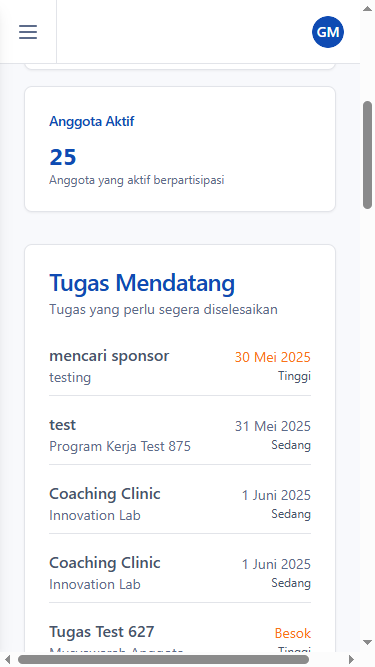 GM
Anggota Aktif
25
Anggota yang aktif berpartisipasi
Tugas Mendatang
Tugas yang perlu segera diselesaikan
mencari sponsor
30 Mei 2025
testing
Tinggi
test
31 Mei 2025
Program Kerja Test 875
Sedang
Coaching Clinic
1 Juni 2025
Innovation Lab
Sedang
Coaching Clinic
1 Juni 2025
Innovation Lab
Sedang
Tugas Test 627
Besok
Musyawarah Anggota
Tinggi